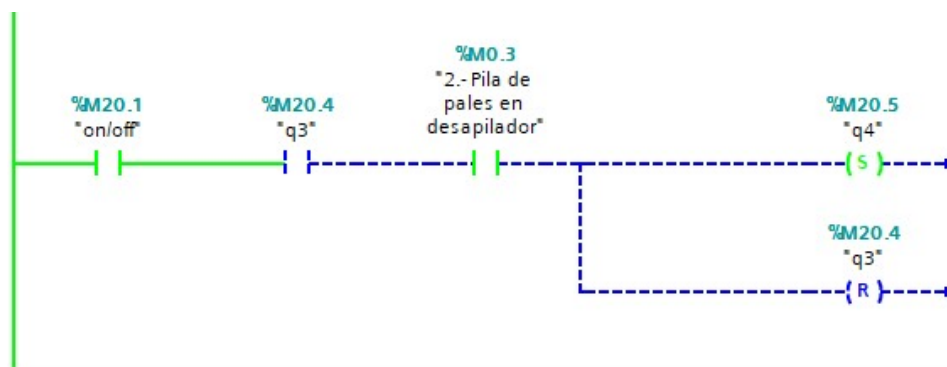 %M0.3
"2.- Pila de
pales en
desapilador"
%M20.1
"on/off"
%M20.4
"q3"
%M20.5
"q4"
S
%M20.4
"q3"
R